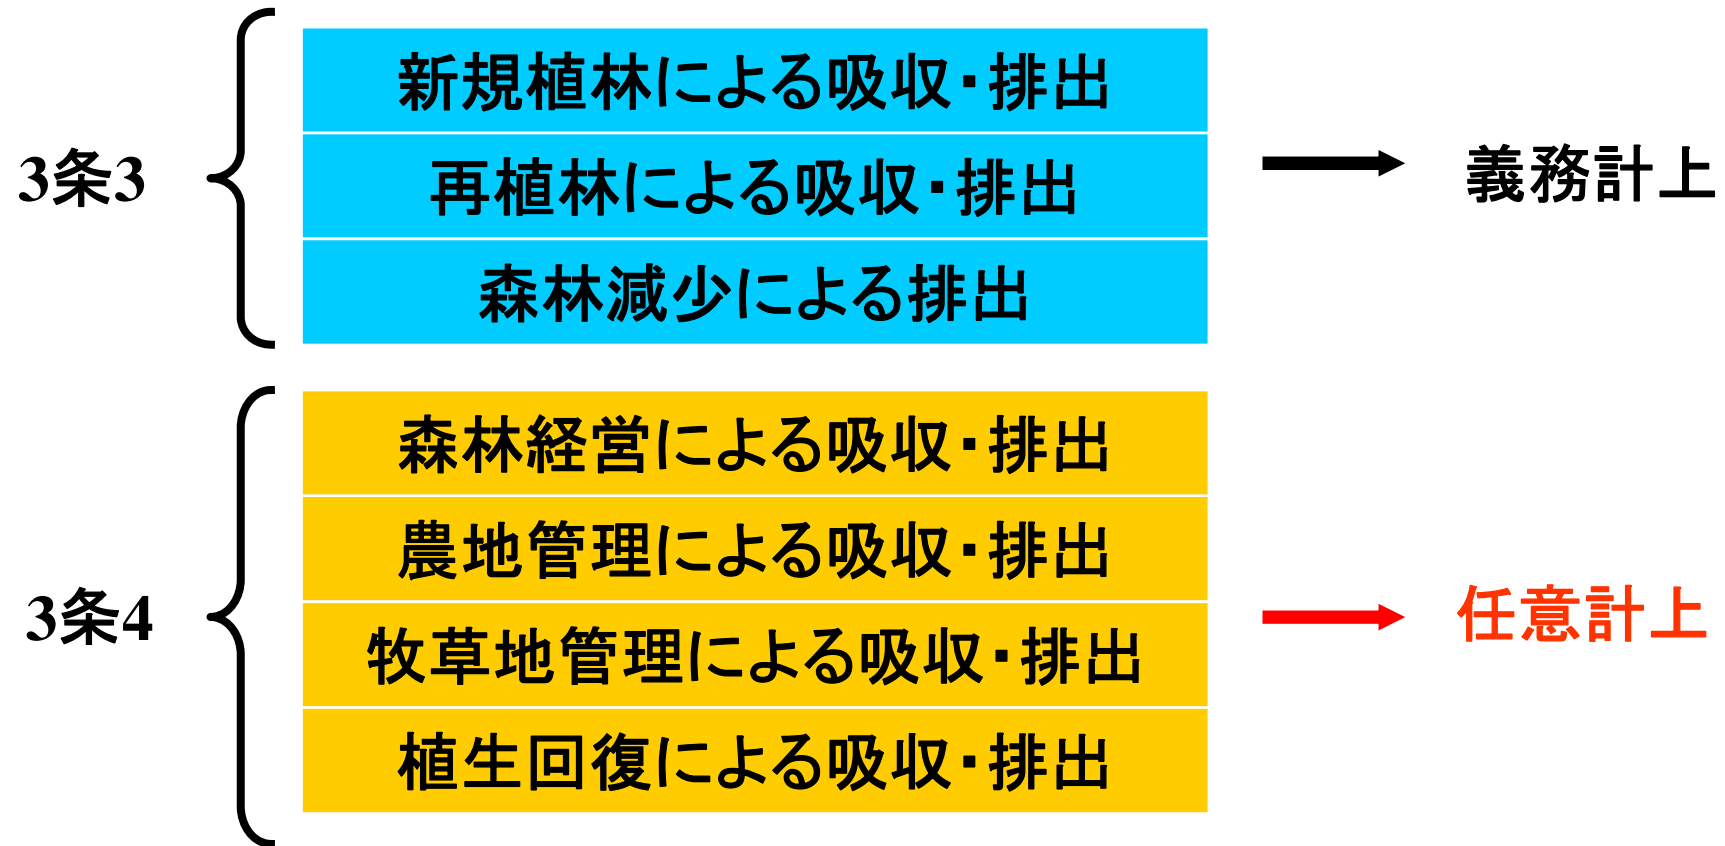 3条3
新規植林による吸収・排出
再植林による吸収・排出
森林減少による排出
義務計上
3条4
森林経営による吸収・排出
農地管理による吸収・排出
牧草地管理による吸収・排出
植生回復による吸収・排出
任意計上